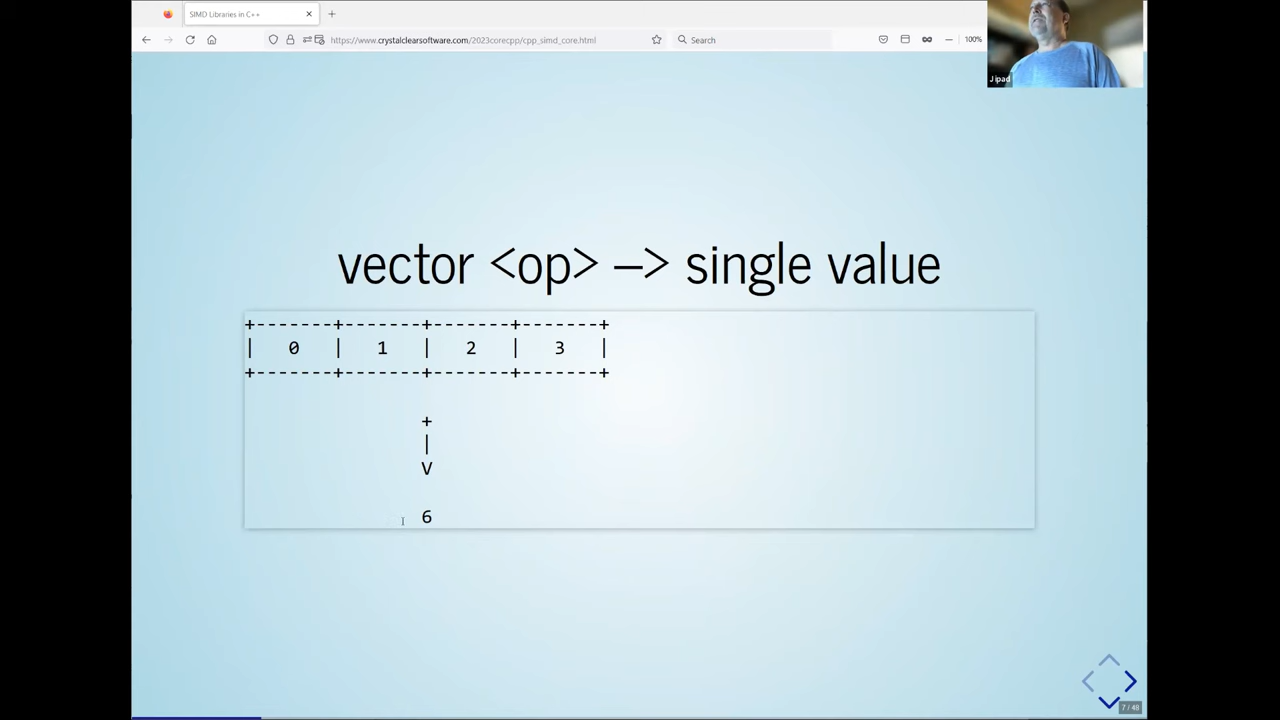 SIMD Libraries in C++
https://www.crystalclearsoftware.com/2023corecpp/cpp_simd_core.html
Search
100%
J ipad
vector <op> —> single value
+-------+-------+-------+-------+
|   0   |   1   |   2   |   3   |
+-------+-------+-------+-------+
+
|
V
6
7 / 48